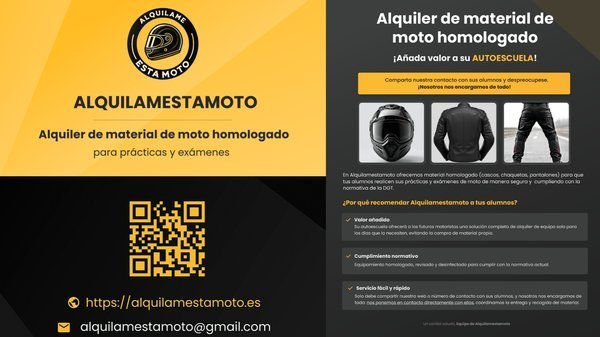 ALQUILAME
ESTA MOTO
ALQUILAMESTAMOTO
Alquiler de material de moto homologado
para prácticas y exámenes
https://alquilamestamoto.es
alquilamestamoto@gmail.com
Alquiler de material de
moto homologado
¡Añada valor a su AUTOESCUELA!
Comparta nuestra contacto con sus alumnos y despreocupese.
¡Nosotros nos encargamos de todo!
En Alquilamestamoto ofrecemos material homologado (cascos, chaquetas, pantalones) para que
tus alumnos realicen sus prácticas y exámenes de moto de manera segura y cumpliendo con la
normativa de la DGT.
¿Por qué recomendar Alquilamestamoto a tus alumnos?
Valor añadido
Su autoescuela ofrecerá a los futuros motoristas una solución completa de alquiler de equipo solo para
los días que lo necesiten, evitando la compra de material propio.
Cumplimiento normativo
Equipamiento homologado, revisado y desinfectado para cumplir con la normativa actual.
Servicio fácil y rápido
Solo debe compartir nuestra web o número de contacto con sus alumnos, y nosotros nos encargamos de
todo: nos ponemos en contacto directamente con ellos, coordinamos la entrega y recogida del material.
Un cordial saludo, Equipo de Alquilamestamoto